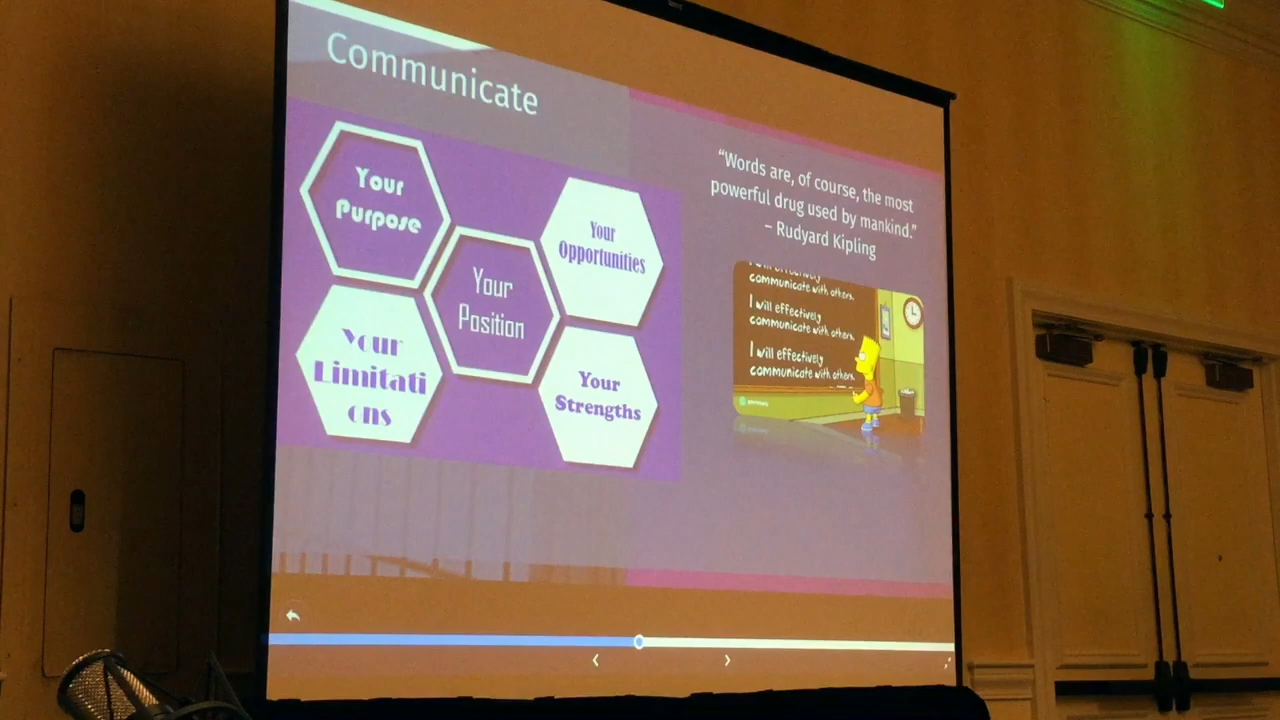 Communicate
Your
Purpose
Your
Opportunities
Your
Position
Your
Limitati
ons
Your
Strengths
“Words are, of course, the most
powerful drug used by mankind.”
– Rudyard Kipling
I will effectively
communicate with others.
I will effectively
communicate with others.
I will effectively
communicate with others.